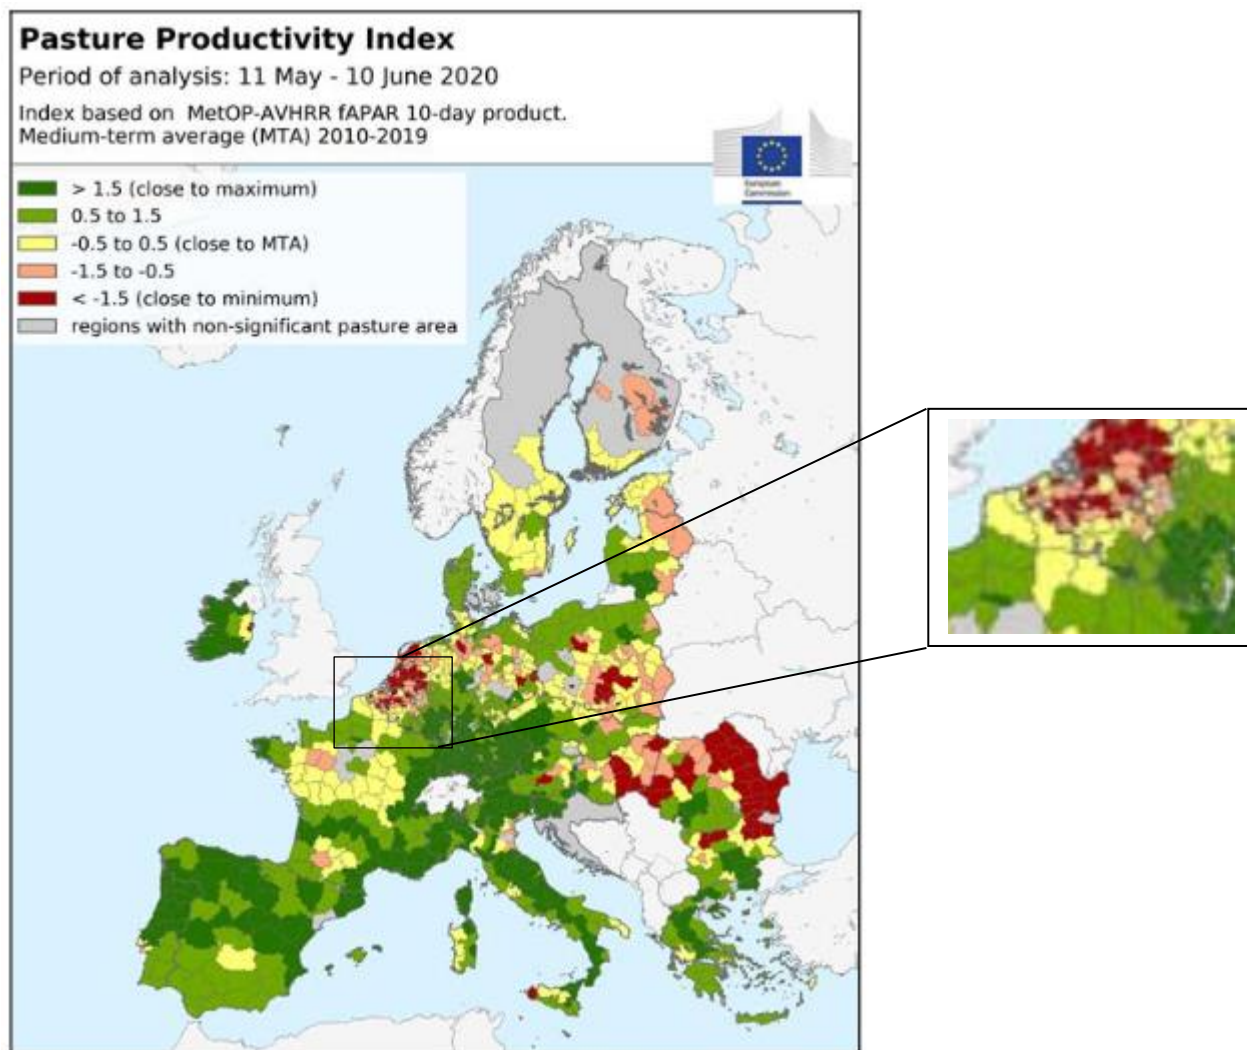 Pasture Productivity Index
Period of analysis: 11 May - 10 June 2020
Index based on MetOP-AVHRR fAPAR 10-day product.
Medium-term average (MTA) 2010-2019
European
Commission
> 1.5 (close to maximum)
0.5 to 1.5
-0.5 to 0.5 (close to MTA)
-1.5 to -0.5
< -1.5 (close to minimum)
regions with non-significant pasture area